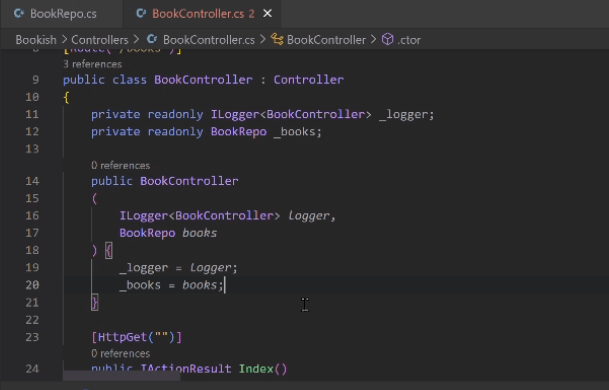 BookRepo.cs BookController.cs 2 ×
Bookish > Controllers > BookController.cs > BookController > .ctor
8 [Route("/books")]
3 references
9 public class BookController : Controller
10 {
11 private readonly ILogger<BookController> _logger;
12 private readonly BookRepo _books;
13
0 references
14 public BookController
15 (
16 ILogger<BookController> logger,
17 BookRepo books
18 ) {
19 _logger = logger;
20 _books = books;
21 }
22
23 [HttpGet("")]
0 references
24 public IActionResult Index()